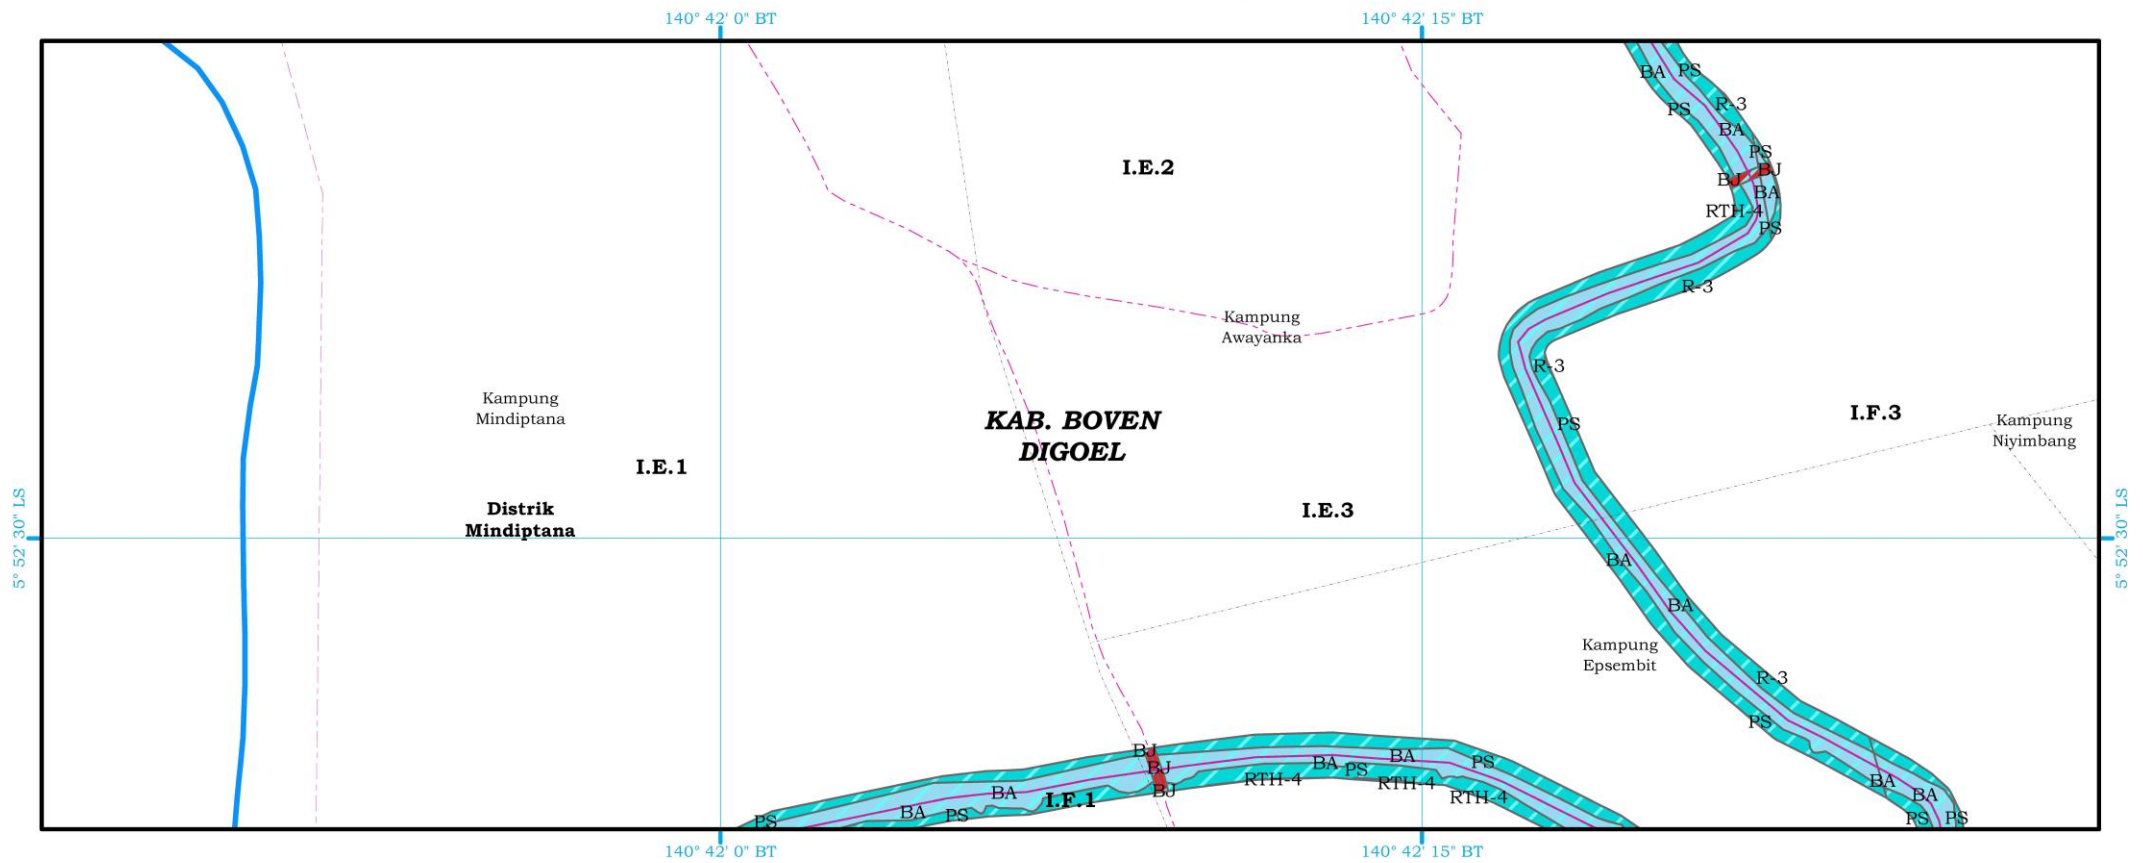 140° 42' 0" BT
140° 42' 15" BT
BA
PS
PS
R-3
BA
I.E.2
PS
BJ
BJ
BA
RTH-4
PS
R-3
Kampung
Awayanka
R-3
Kampung
Mindiptana
KAB. BOVEN
DIGOEL
PS
I.F.3
Kampung
Niyimbang
I.E.1
Distrik
Mindiptana
I.E.3
5° 52' 30" LS
5° 52' 30" LS
BA
BA
Kampung
Epsembit
R-3
PS
BJ
BJ
BJ
BA
BA
PS
PS
RTH-4
RTH-4
RTH-4
BA
BA
I.F.1
BA
PS
PS
BA
BA
PS
PS
140° 42' 0" BT
140° 42' 15" BT